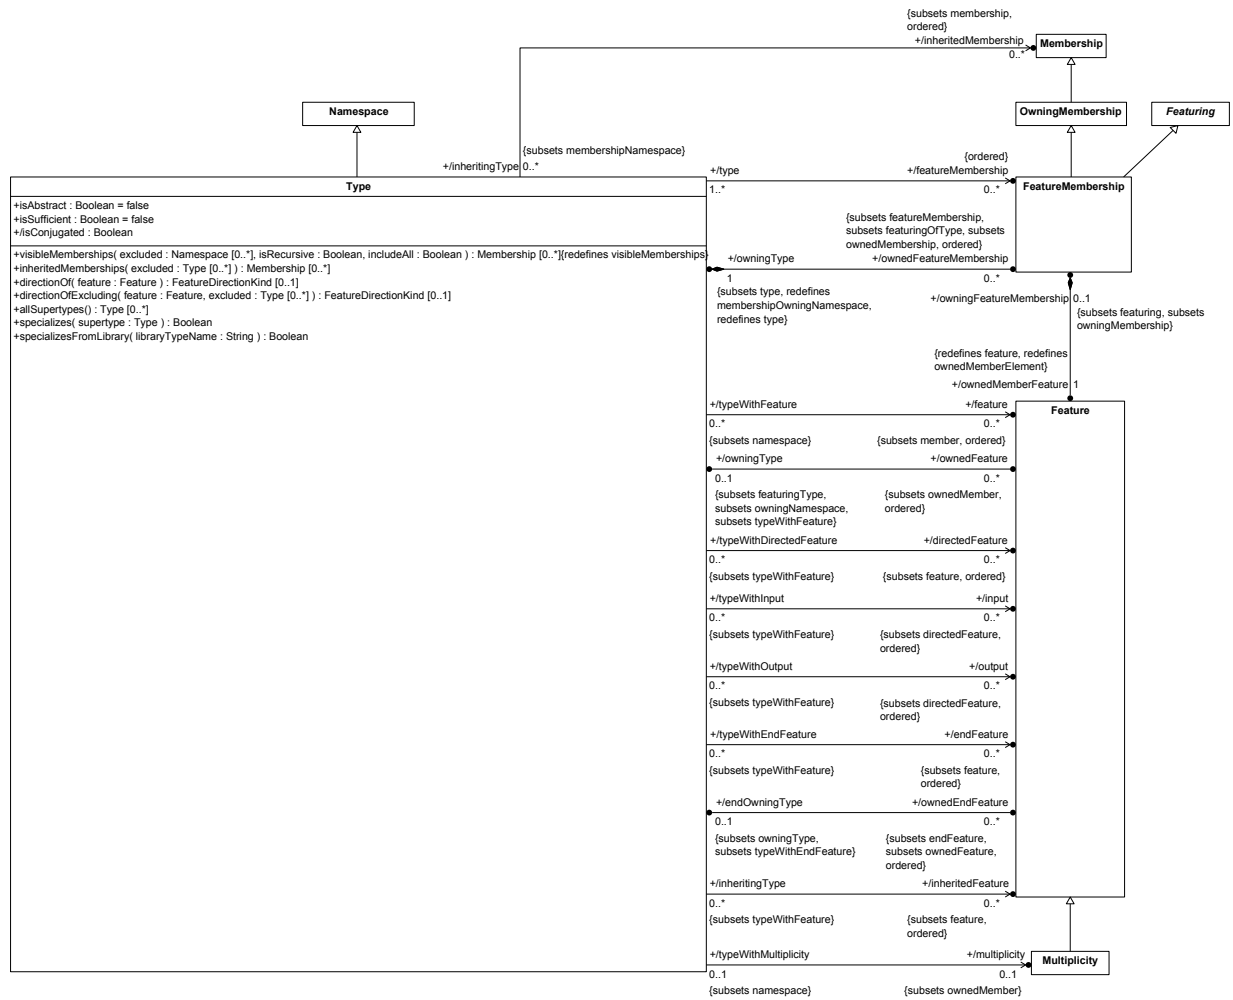 {subsets membership,
ordered}
+/inheritedMembership
0..*
Membership
Namespace
OwningMembership
Featuring
{subsets membershipNamespace}
+/inheritingType 0..*
Type
+isAbstract : Boolean = false
+isSufficient : Boolean = false
+/isConjugated : Boolean
+visibleMemberships( excluded : Namespace [0..*], isRecursive : Boolean, includeAll : Boolean ) : Membership [0..*]{redefines visibleMemberships}
+inheritedMemberships( excluded : Type [0..*] ) : Membership [0..*]
+directionOf( feature : Feature ) : FeatureDirectionKind [0..1]
+directionOfExcluding( feature : Feature, excluded : Type [0..*] ) : FeatureDirectionKind [0..1]
+allSupertypes() : Type [0..*]
+specializes( supertype : Type ) : Boolean
+specializesFromLibrary( libraryTypeName : String ) : Boolean
{ordered}
+/type +/featureMembership
1..* 0..*
FeatureMembership
{subsets featureMembership,
subsets featuringOfType, subsets
ownedMembership, ordered}
+/owningType +/ownedFeatureMembership
1 0..*
{subsets type, redefines
membershipOwningNamespace,
redefines type}
+/owningFeatureMembership 0..1
{subsets featuring, subsets
owningMembership}
{redefines feature, redefines
ownedMemberElement}
+/ownedMemberFeature 1
Feature
+/typeWithFeature +/feature
0..* 0..*
{subsets namespace} {subsets member, ordered}
+/owningType +/ownedFeature
0..1 0..*
{subsets featuringType,
subsets owningNamespace,
subsets typeWithFeature}
{subsets ownedMember,
ordered}
+/typeWithDirectedFeature +/directedFeature
0..* 0..*
{subsets typeWithFeature} {subsets feature, ordered}
+/typeWithInput +/input
0..* 0..*
{subsets typeWithFeature} {subsets directedFeature,
ordered}
+/typeWithOutput +/output
0..* 0..*
{subsets typeWithFeature} {subsets directedFeature,
ordered}
+/typeWithEndFeature +/endFeature
0..* 0..*
{subsets typeWithFeature} {subsets feature,
ordered}
+/endOwningType +/ownedEndFeature
0..1 0..*
{subsets owningType,
subsets typeWithEndFeature}
{subsets endFeature,
subsets ownedFeature,
ordered}
+/inheritingType +/inheritedFeature
0..* 0..*
{subsets typeWithFeature} {subsets feature,
ordered}
+/typeWithMultiplicity +/multiplicity
0..1 0..1
{subsets namespace} {subsets ownedMember}
Multiplicity